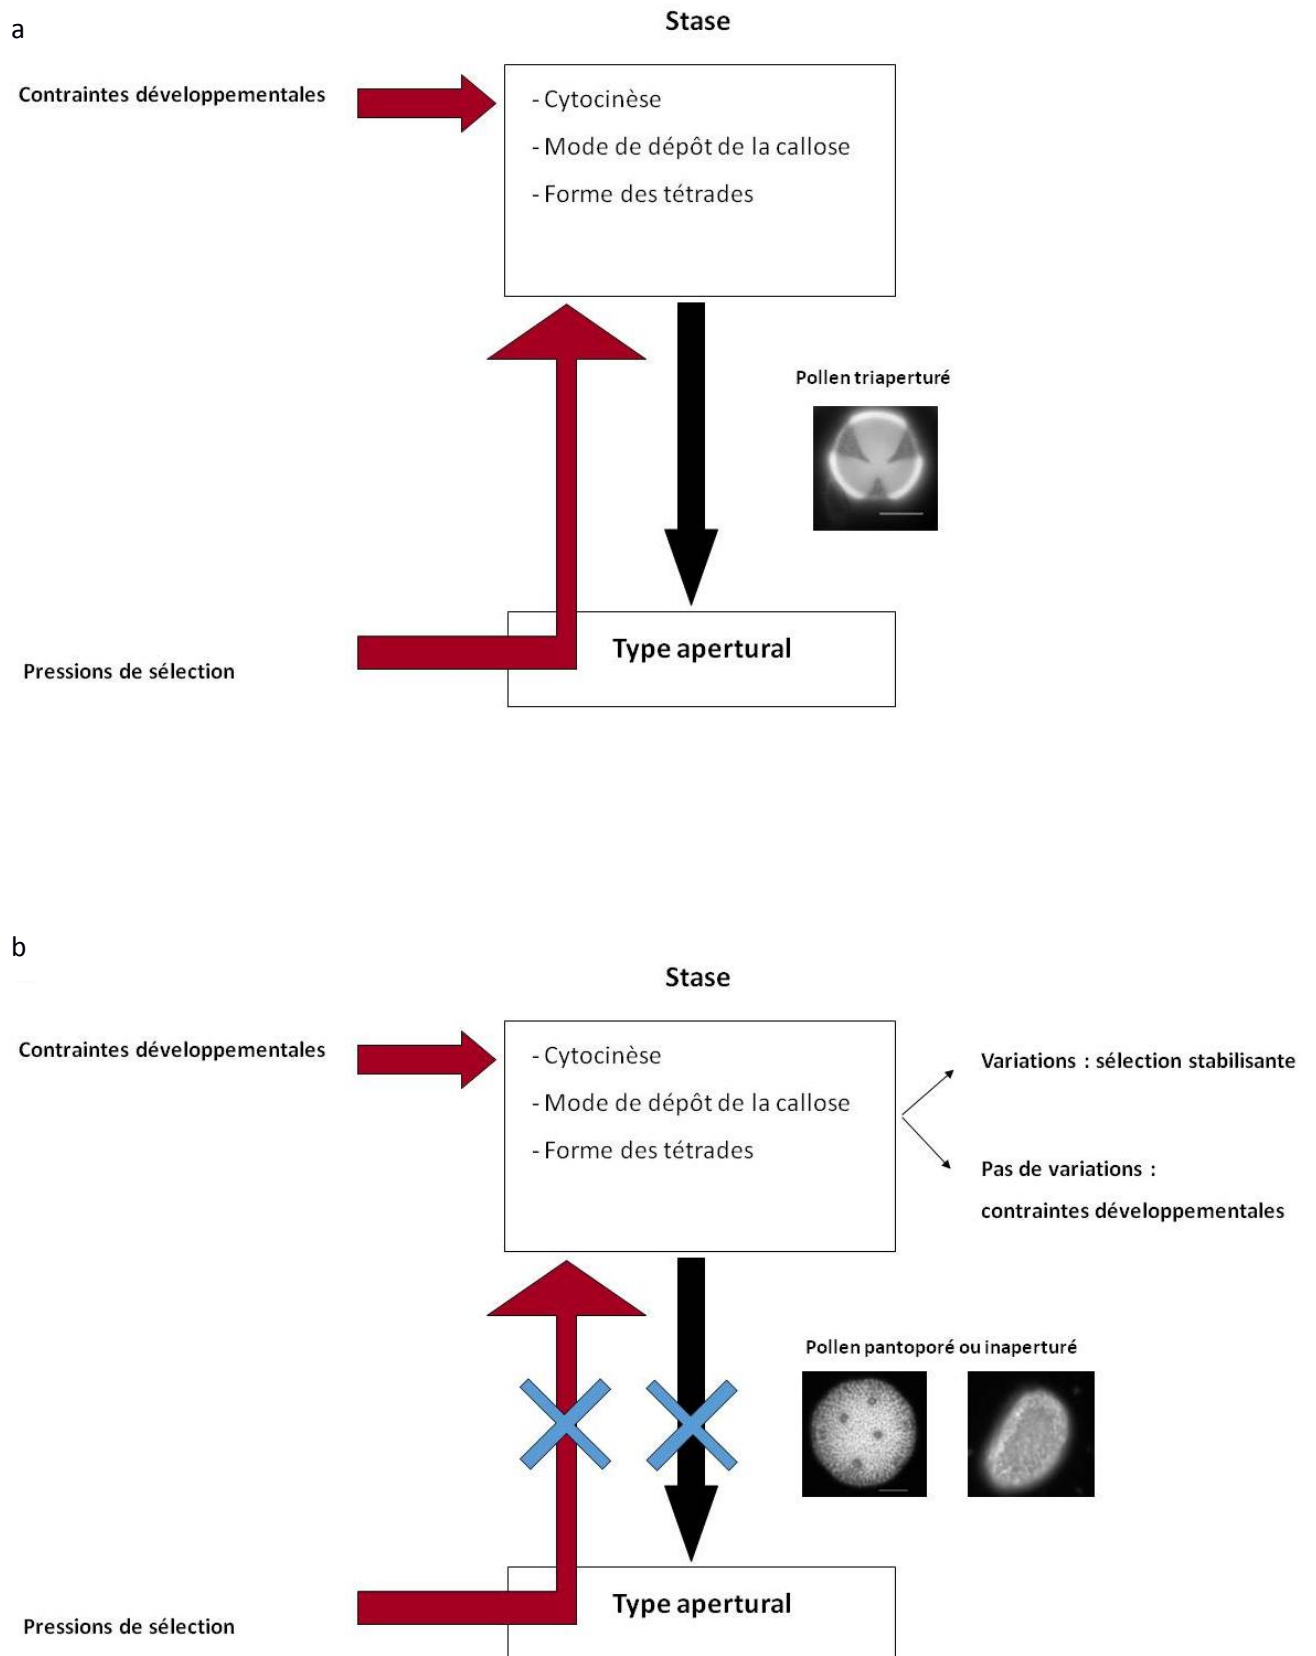 a
Stase
Contraintes développementales
- Cytocinèse
- Mode de dépôt de la callose
- Forme des tétrades
Pollen triaperturé
Type apertural
Pressions de sélection
b
Stase
Contraintes développementales
- Cytocinèse
- Mode de dépôt de la callose
- Forme des tétrades
Variations : sélection stabilisante
Pas de variations :
contraintes développementales
Pollen pantoporé ou inaperturé
Type apertural
Pressions de sélection